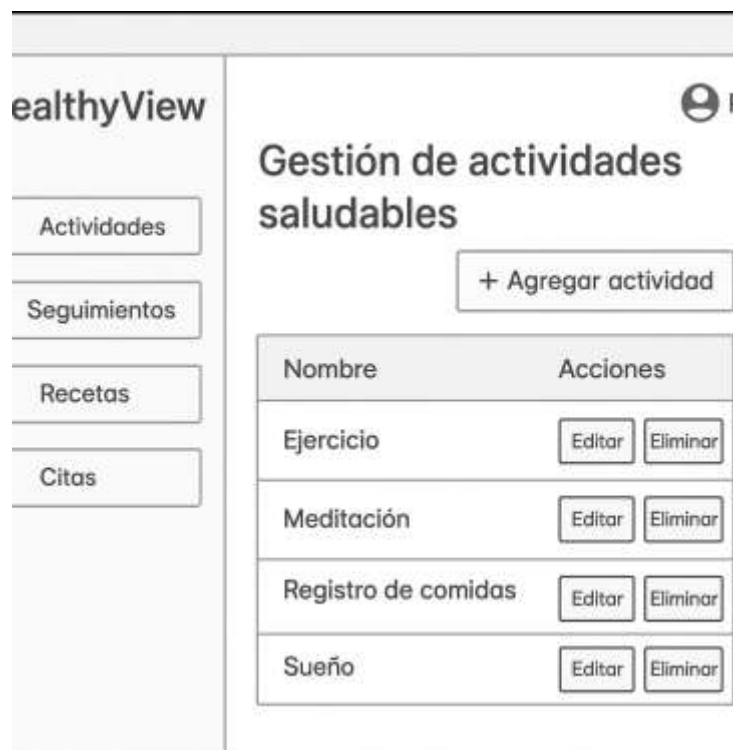 ealthyView
Actividades
Seguimientos
Recetas
Citas
Gestión de actividades
saludables
+ Agregar actividad
Nombre Acciones
Ejercicio Editar Eliminar
Meditación Editar Eliminar
Registro de comidas Editar Eliminar
Sueño Editar Eliminar